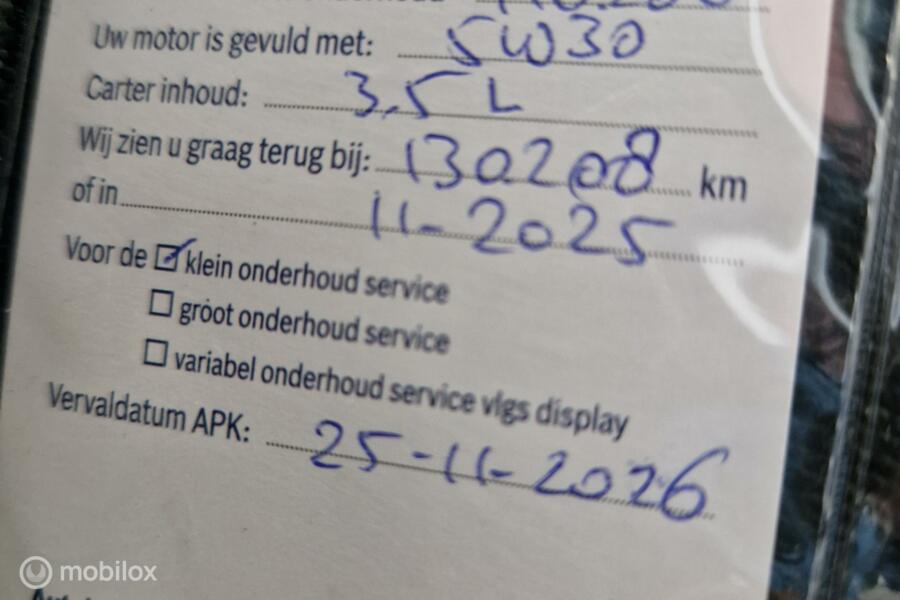 Uw motor is gevuld met: 5W30
Carter inhoud: 3,5 L
Wij zien u graag terug bij: 130208 km
of in 11-2025
Voor de klein onderhoud service
groot onderhoud service
variabel onderhoud service vlgs display
Vervaldatum APK: 25-11-2026
mobilox